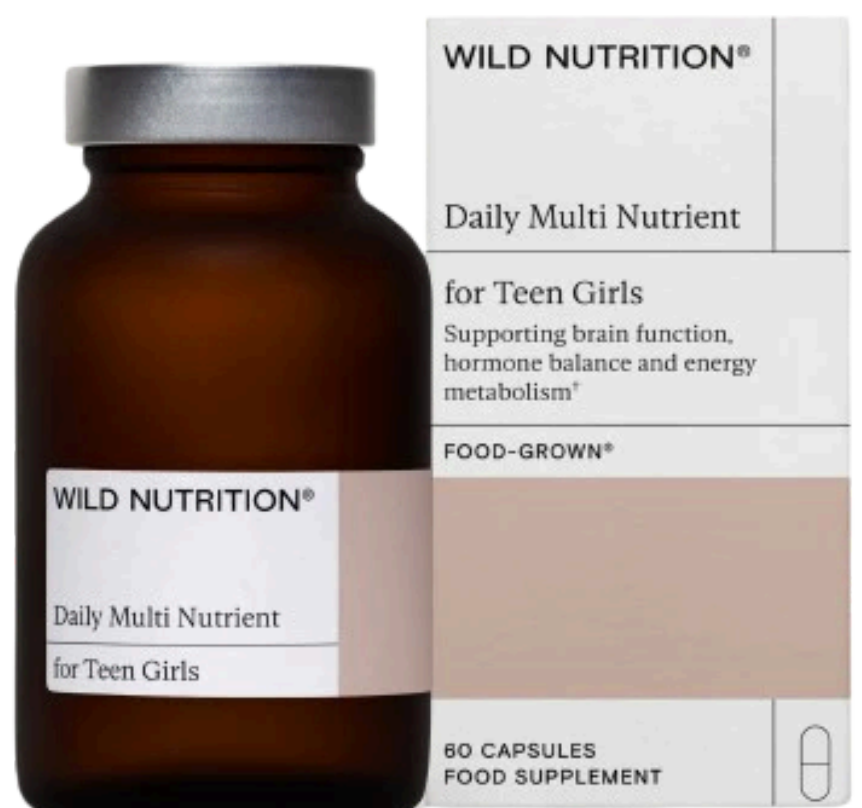 WILD NUTRITION®
Daily Multi Nutrient
for Teen Girls
Supporting brain function,
hormone balance and energy
metabolism†
FOOD-GROWN®
60 CAPSULES
FOOD SUPPLEMENT
WILD NUTRITION®
Daily Multi Nutrient
for Teen Girls